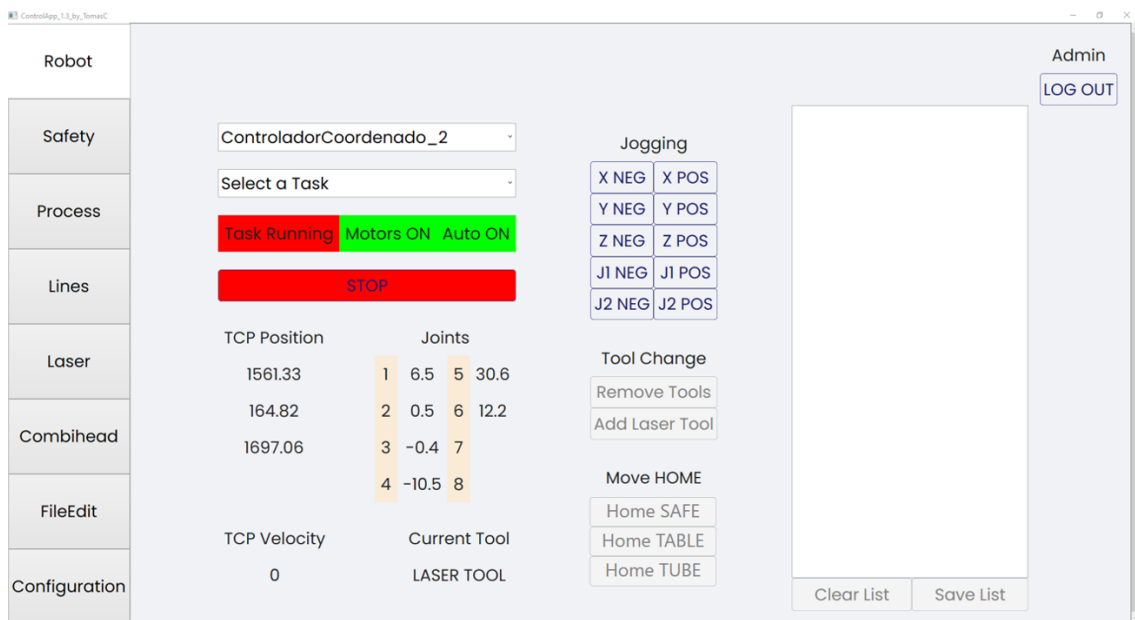 ControlApp_1.3_by_TomasC
Robot
Safety
Process
Lines
Laser
Combihead
FileEdit
Configuration
Admin
LOG OUT
ControladorCoordenado_2
Select a Task
Task Running Motors ON Auto ON
STOP
TCP Position
1561.33
164.82
1697.06
Joints
1 6.5 5 30.6
2 0.5 6 12.2
3 -0.4 7
4 -10.5 8
TCP Velocity
0
Current Tool
LASER TOOL
Jogging
X NEG X POS
Y NEG Y POS
Z NEG Z POS
J1 NEG J1 POS
J2 NEG J2 POS
Tool Change
Remove Tools
Add Laser Tool
Move HOME
Home SAFE
Home TABLE
Home TUBE
Clear List Save List